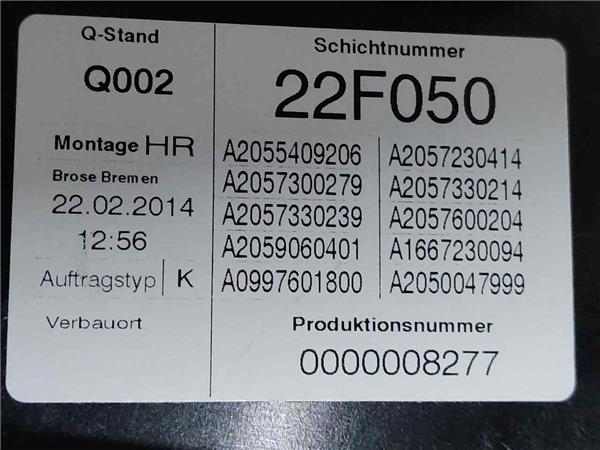 Q-Stand
Q002
Schichtnummer
22F050
Montage HR
Brose Bremen
22.02.2014
12:56
Auftragstyp K
Verbauort
A2055409206 A2057230414
A2057300279 A2057330214
A2057330239 A2057600204
A2059060401 A1667230094
A0997601800 A2050047999
Produktionsnummer
0000008277